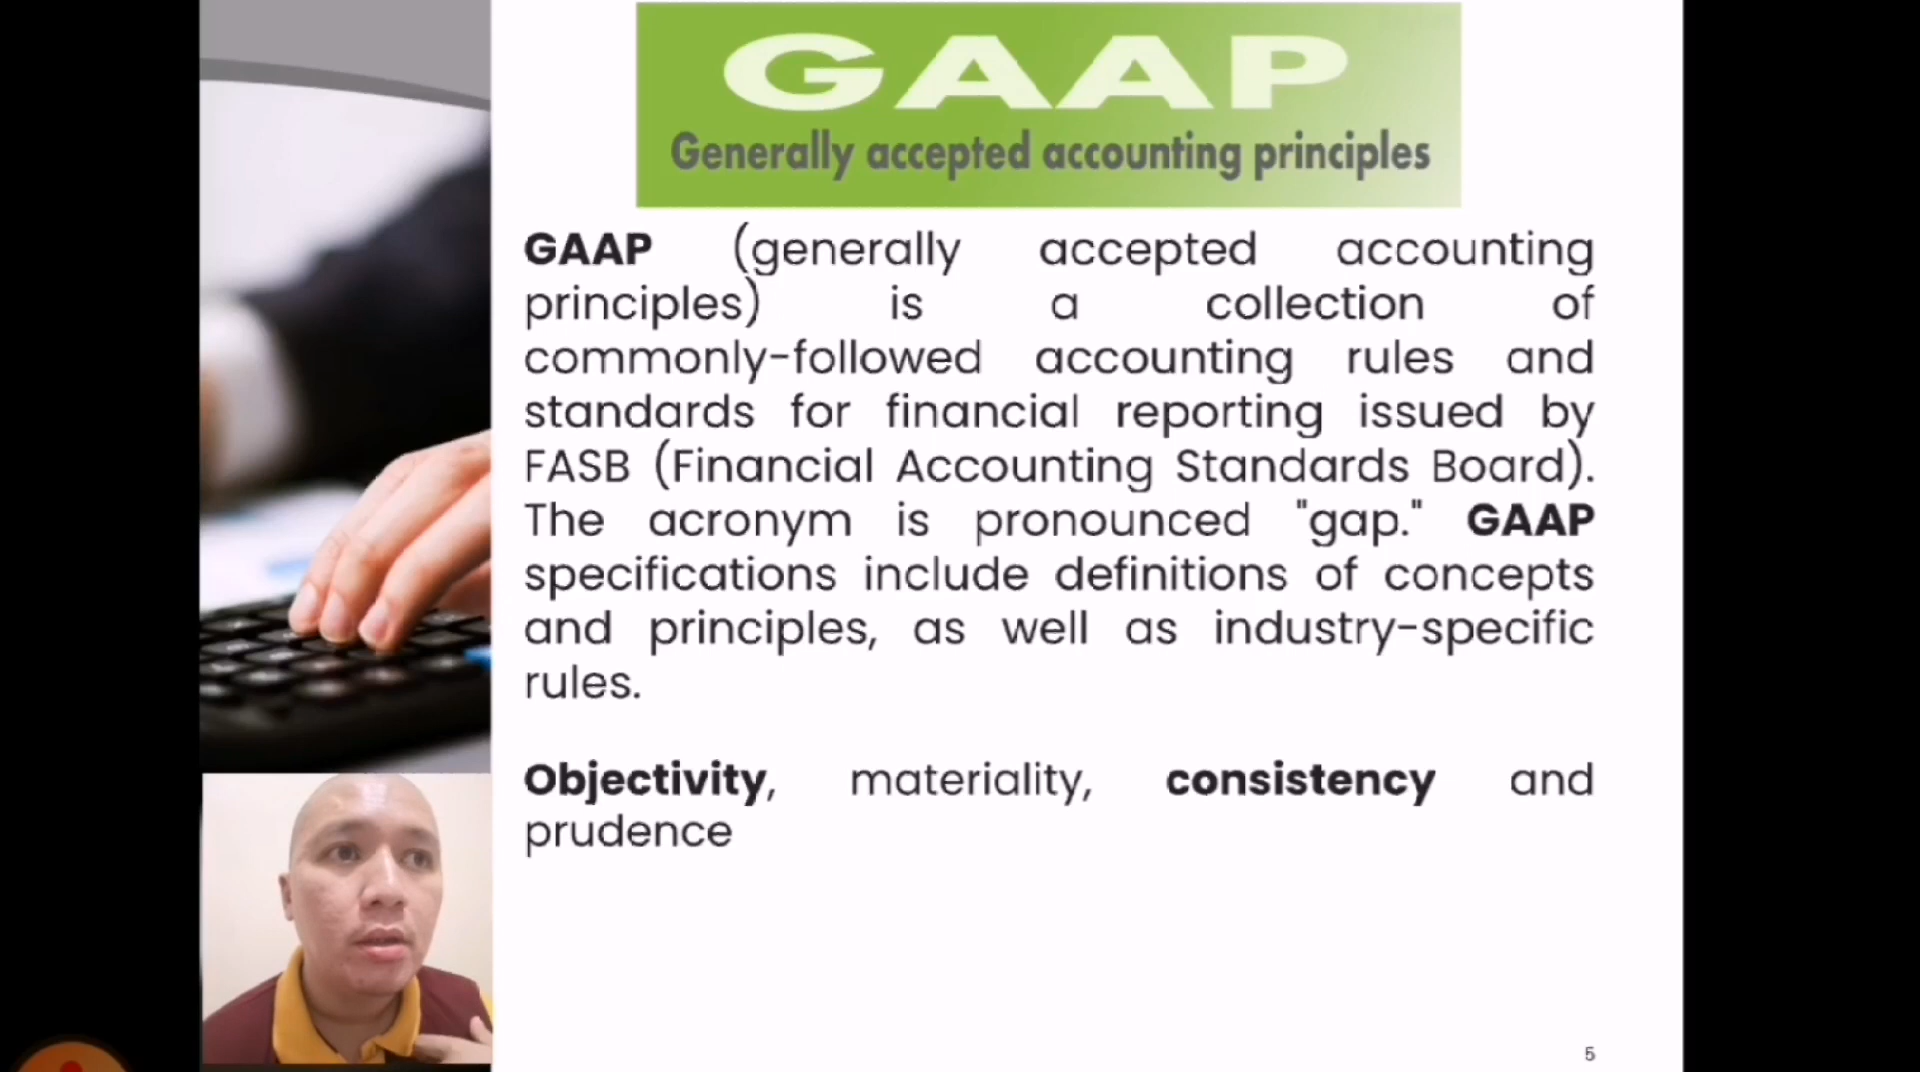 GAAP
Generally accepted accounting principles
GAAP (generally accepted accounting
principles) is a collection of
commonly-followed accounting rules and
standards for financial reporting issued by
FASB (Financial Accounting Standards Board).
The acronym is pronounced "gap." GAAP
specifications include definitions of concepts
and principles, as well as industry-specific
rules.
Objectivity, materiality, consistency and
prudence
5